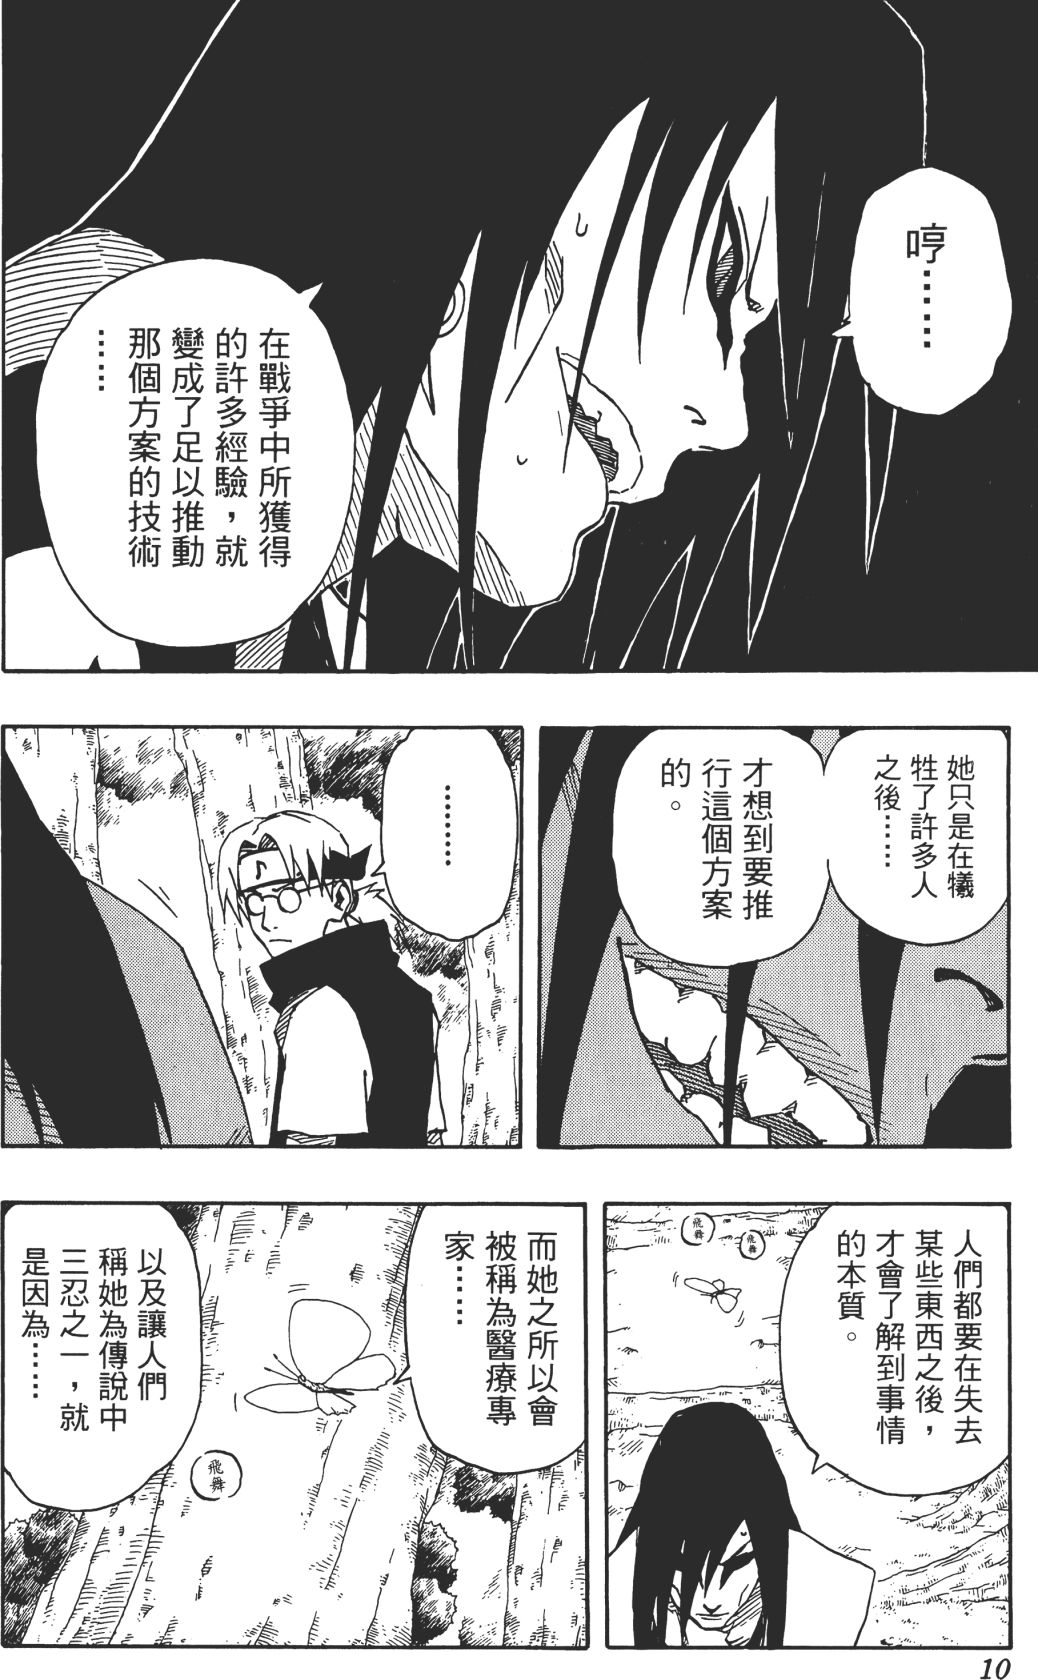 哼……
在戰爭中所獲得
的許多經驗，就
變成了足以推動
那個方案的技術
……
她只是在犧
牲了許多人
之後……
才想到要推
行這個方案
的。
………
人們都要在失去
某些東西之後，
才會了解到事情
的本質。
飛舞
飛舞
而她之所以會
被稱為醫療專
家……
以及讓人們
稱她為傳說中
三忍之一，就
是因為……
飛舞
10